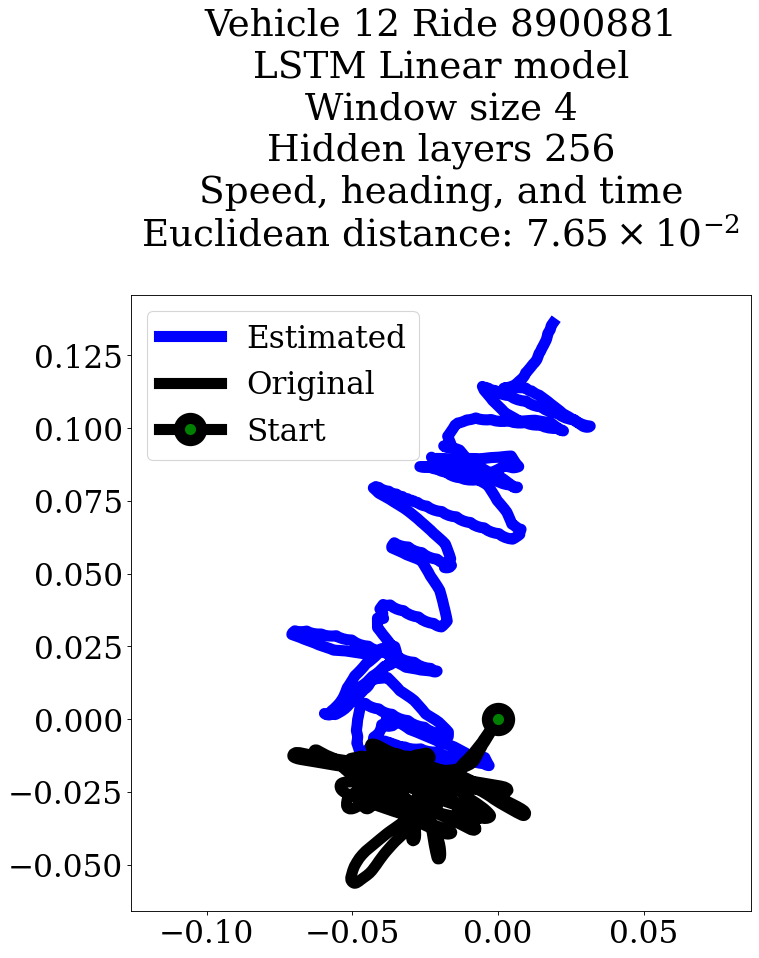 Vehicle 12 Ride 8900881
LSTM Linear model
Window size 4
Hidden layers 256
Speed, heading, and time
Euclidean distance: 7.65 × 10⁻²
Estimated
Original
Start
0.125
0.100
0.075
0.050
0.025
0.000
−0.025
−0.050
−0.10 −0.05 0.00 0.05